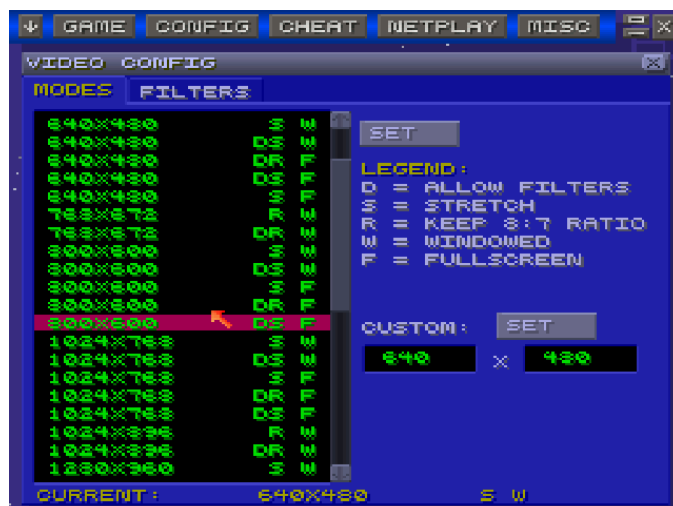 GAME CONFIG CHEAT NETPLAY MISC
VIDEO CONFIG
MODES FILTERS
640X480 S W
640X480 DS W
640X480 DR F
640X480 DS F
640X480 S F
768X672 R W
768X672 DR W
800X600 S W
800X600 DS W
800X600 S F
800X600 DR F
800X600 DS F
1024X768 S W
1024X768 DS W
1024X768 S F
1024X768 DR F
1024X768 DS F
1024X896 R W
1024X896 DR W
1280X960 S W
SET
LEGEND:
D = ALLOW FILTERS
S = STRETCH
R = KEEP 8:7 RATIO
W = WINDOWED
F = FULLSCREEN
CUSTOM: SET
640 X 480
CURRENT: 640X480 S W